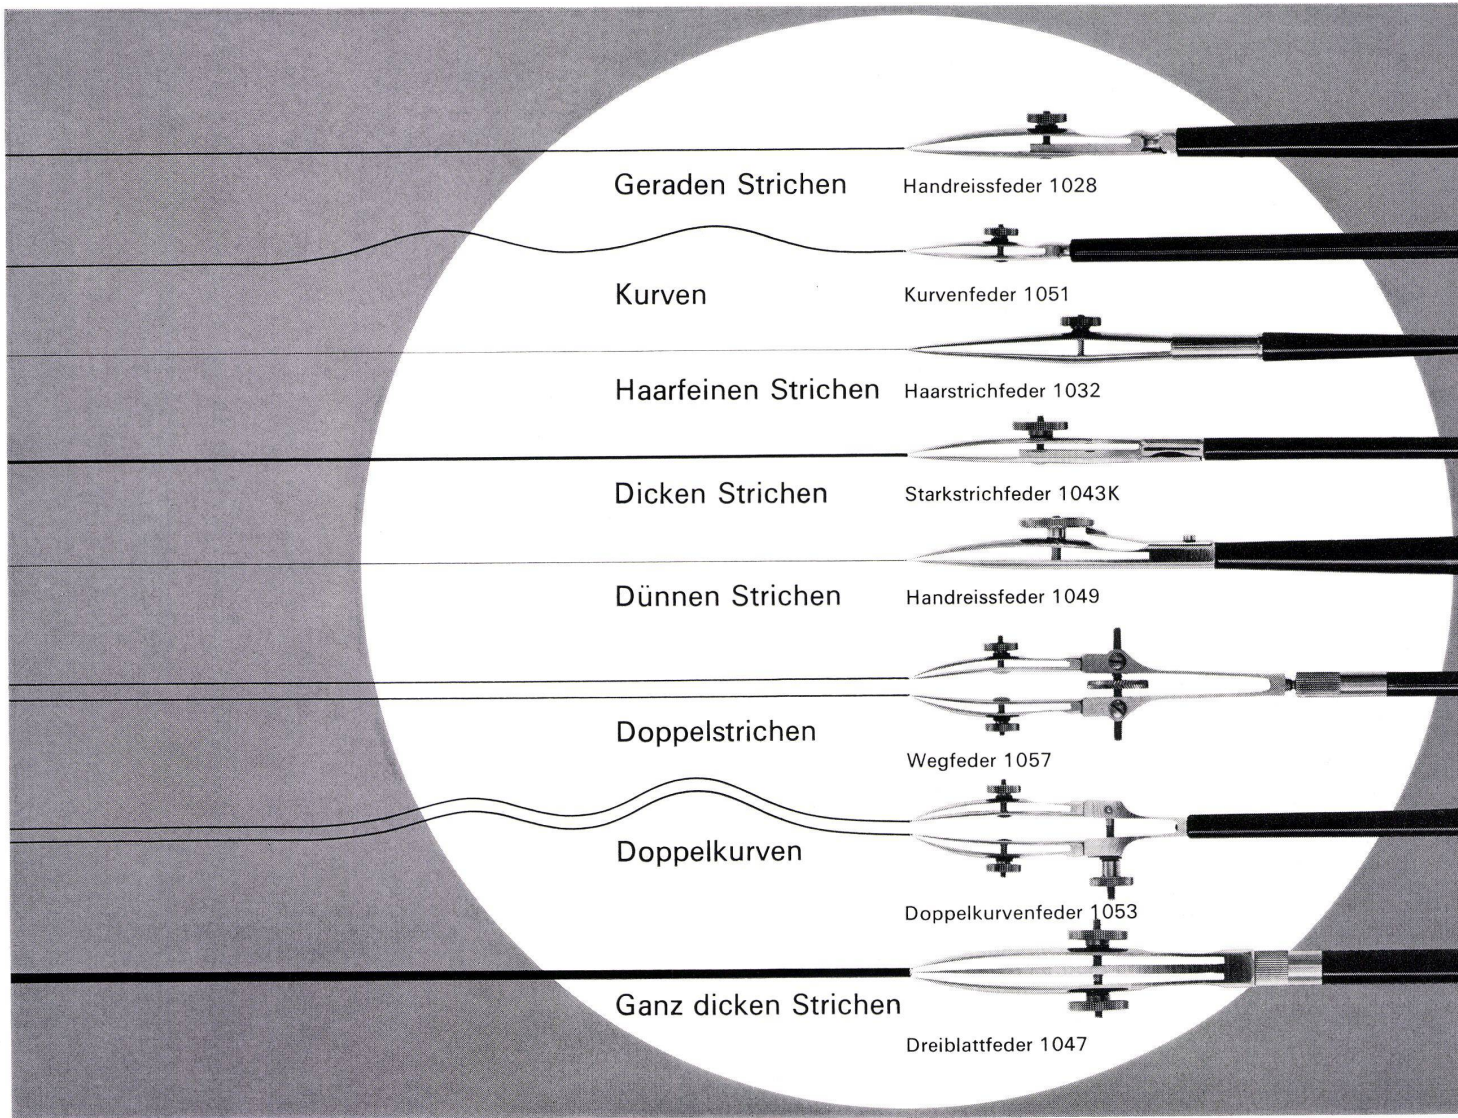 Geraden Strichen
Handreissfeder 1028
Kurven
Kurvenfeder 1051
Haarfeinen Strichen
Haarstrichfeder 1032
Dicken Strichen
Starkstrichfeder 1043K
Dünnen Strichen
Handreissfeder 1049
Doppelstrichen
Wegfeder 1057
Doppelkurven
Doppelkurvenfeder 1053
Ganz dicken Strichen
Dreiblattfeder 1047